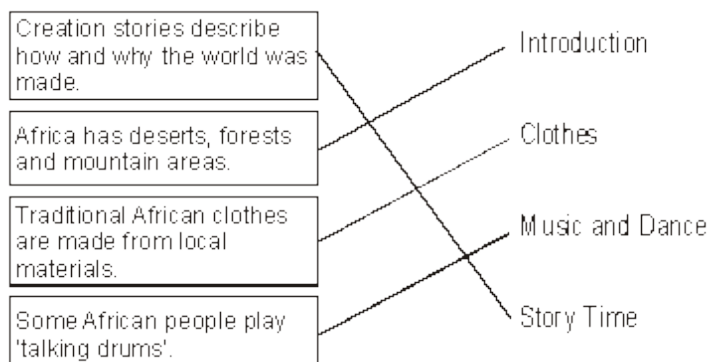 Creation stories describe
how and why the world was
made.
Africa has deserts, forests
and mountain areas.
Traditional African clothes
are made from local
materials.
Some African people play
'talking drums'.
Introduction
Clothes
Music and Dance
Story Time